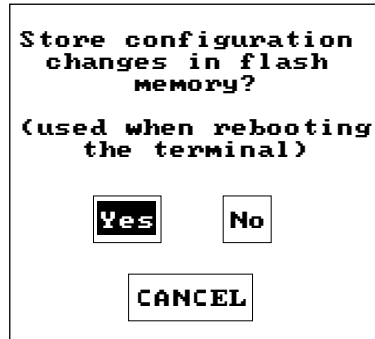 Store configuration
changes in flash
memory?
(used when rebooting
the terminal)
Yes No
CANCEL